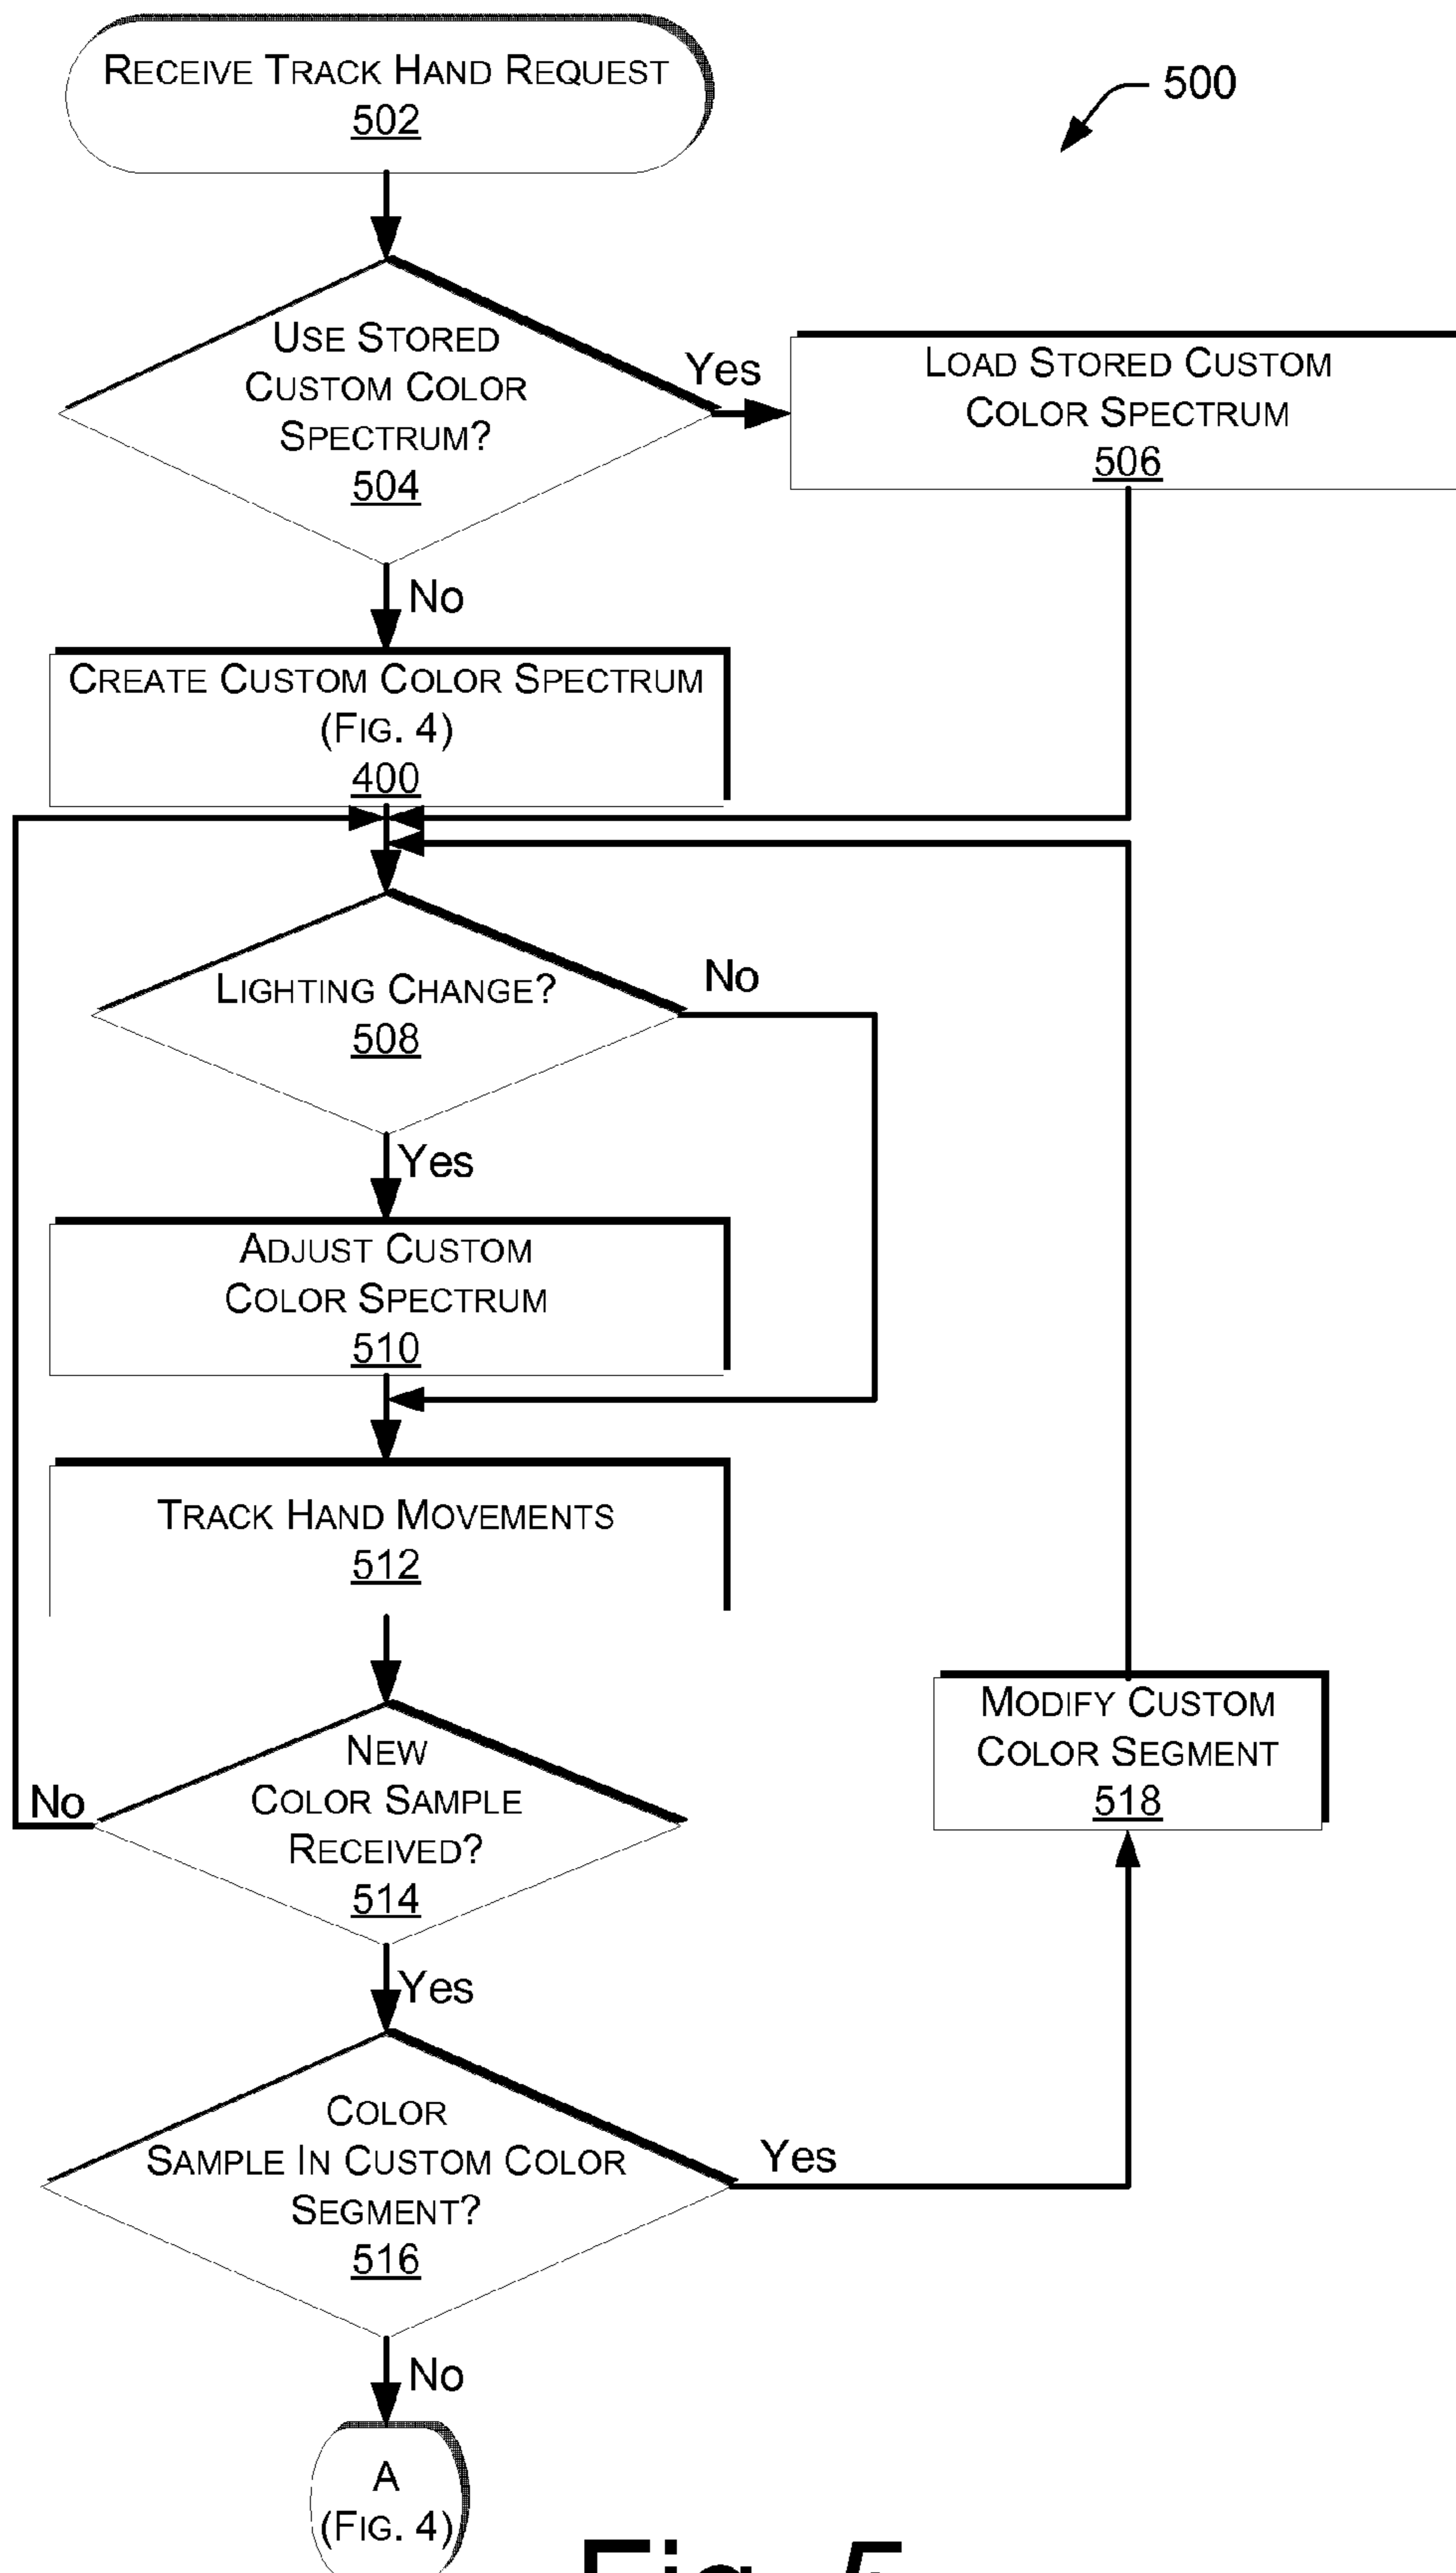 RECEIVE TRACK HAND REQUEST
502
500
USE STORED
CUSTOM COLOR
SPECTRUM?
504
Yes
LOAD STORED CUSTOM
COLOR SPECTRUM
506
No
CREATE CUSTOM COLOR SPECTRUM
(FIG. 4)
400
LIGHTING CHANGE?
508
No
Yes
ADJUST CUSTOM
COLOR SPECTRUM
510
TRACK HAND MOVEMENTS
512
NEW
COLOR SAMPLE
RECEIVED?
514
No
MODIFY CUSTOM
COLOR SEGMENT
518
Yes
COLOR
SAMPLE IN CUSTOM COLOR
SEGMENT?
516
Yes
No
A
(FIG. 4)
Fig. 5